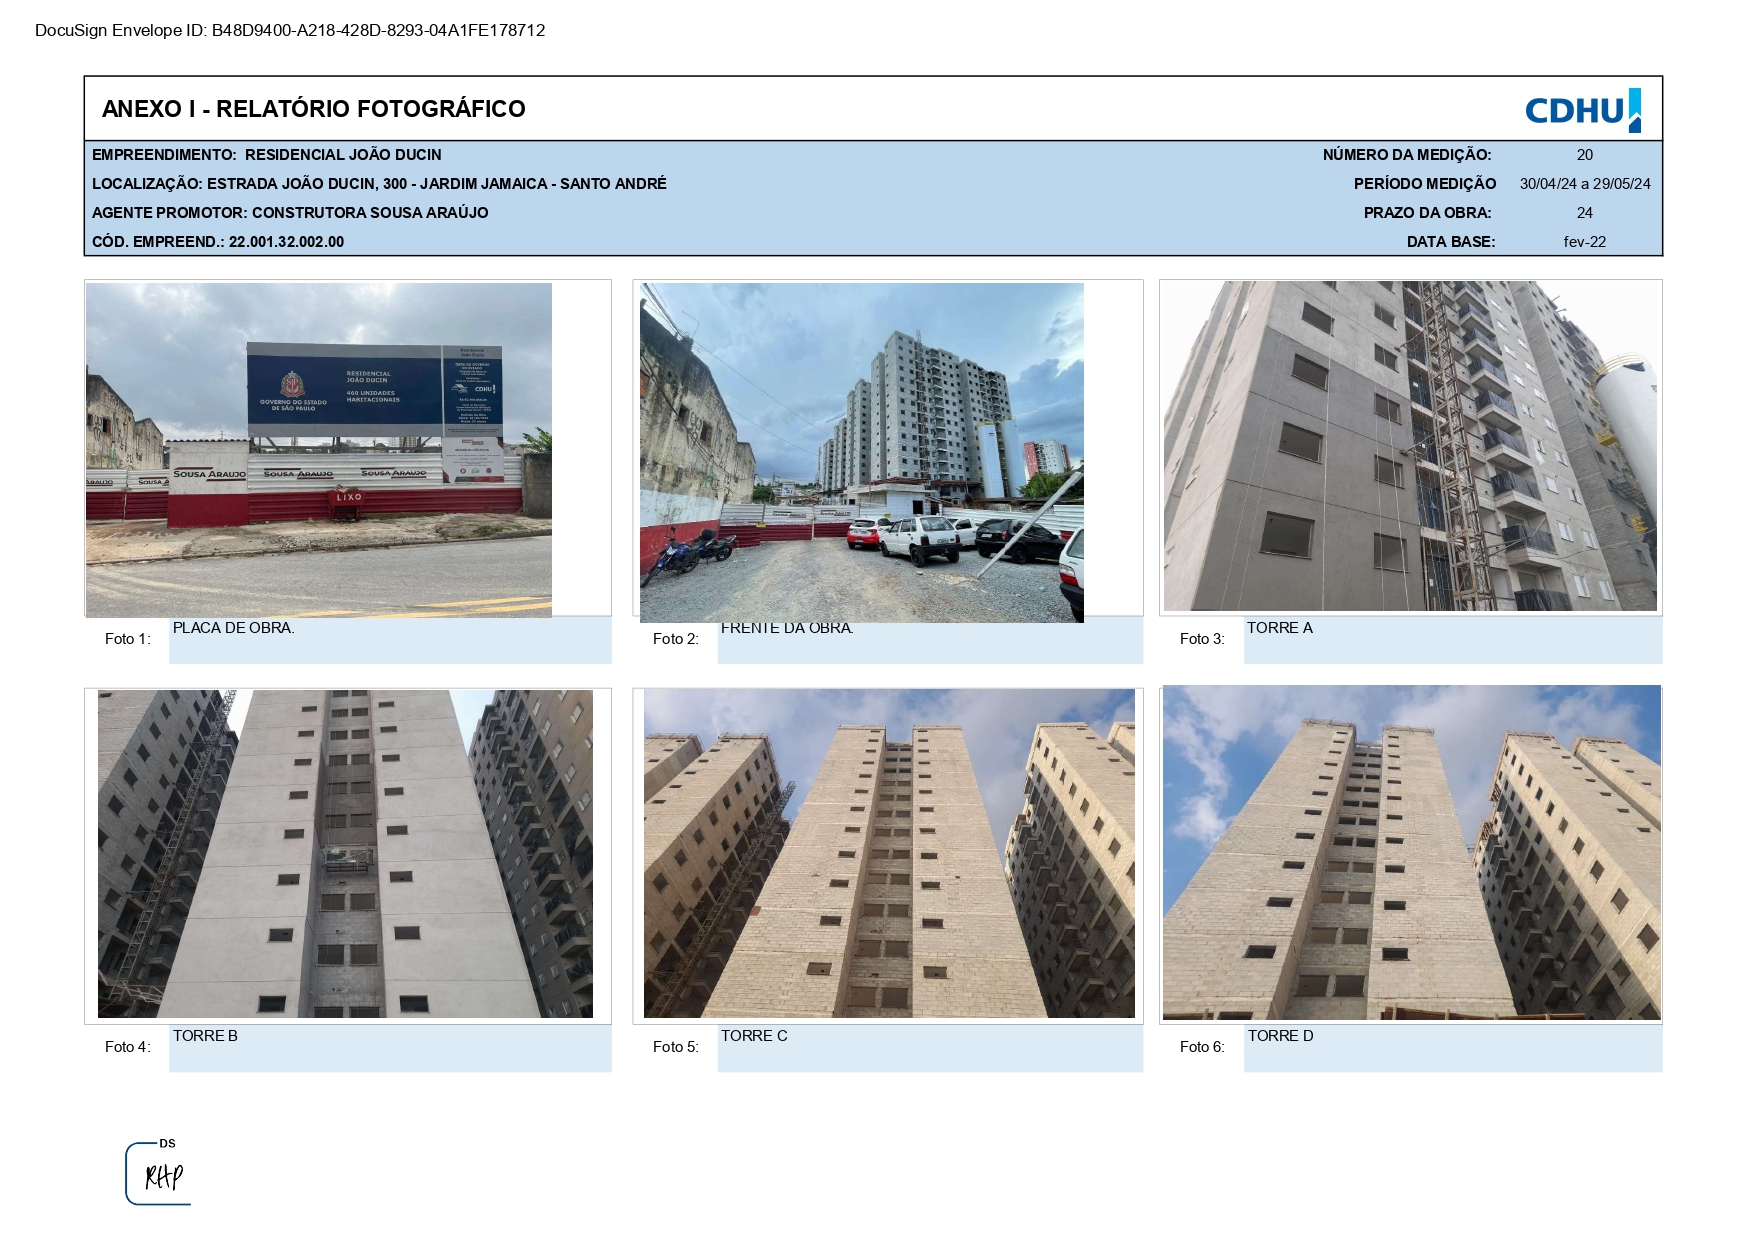 DocuSign Envelope ID: B48D9400-A218-428D-8293-04A1FE178712
ANEXO I - RELATÓRIO FOTOGRÁFICO
CDHU
EMPREENDIMENTO: RESIDENCIAL JOÃO DUCIN
NÚMERO DA MEDIÇÃO: 20
LOCALIZAÇÃO: ESTRADA JOÃO DUCIN, 300 - JARDIM JAMAICA - SANTO ANDRÉ
PERÍODO MEDIÇÃO 30/04/24 a 29/05/24
AGENTE PROMOTOR: CONSTRUTORA SOUSA ARAÚJO
PRAZO DA OBRA: 24
CÓD. EMPREEND.: 22.001.32.002.00
DATA BASE: fev-22
GOVERNO DO ESTADO
DE SÃO PAULO
RESIDENCIAL
JOÃO DUCIN
460 UNIDADES
HABITACIONAIS
Residencial
João Ducin
CDHU
SOUSA ARAUJO
SOUSA ARAUJO
SOUSA ARAUJO
LIXO
Foto 1:
PLACA DE OBRA.
Foto 2:
FRENTE DA OBRA.
Foto 3:
TORRE A
Foto 4:
TORRE B
Foto 5:
TORRE C
Foto 6:
TORRE D
DS
RHP